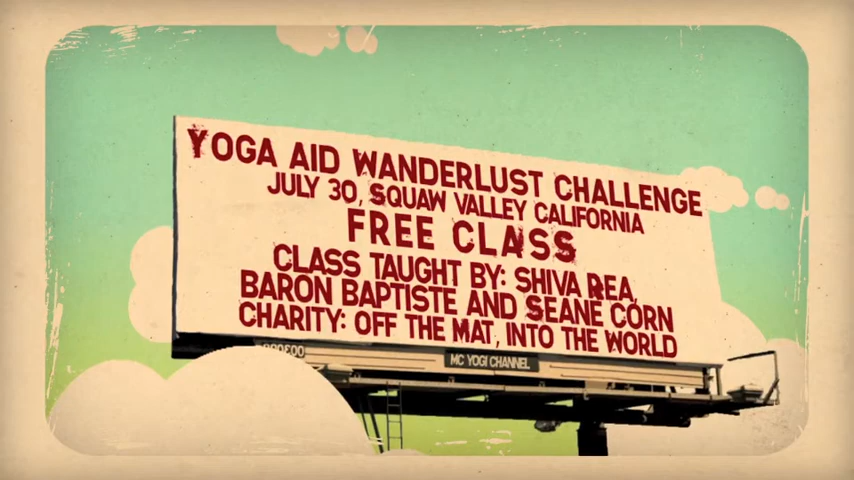 YOGA AID WANDERLUST CHALLENGE
JULY 30, SQUAW VALLEY CALIFORNIA
FREE CLASS
CLASS TAUGHT BY: SHIVA REA,
BARON BAPTISTE AND SEANE CORN
CHARITY: OFF THE MAT, INTO THE WORLD
MC YOGI CHANNEL